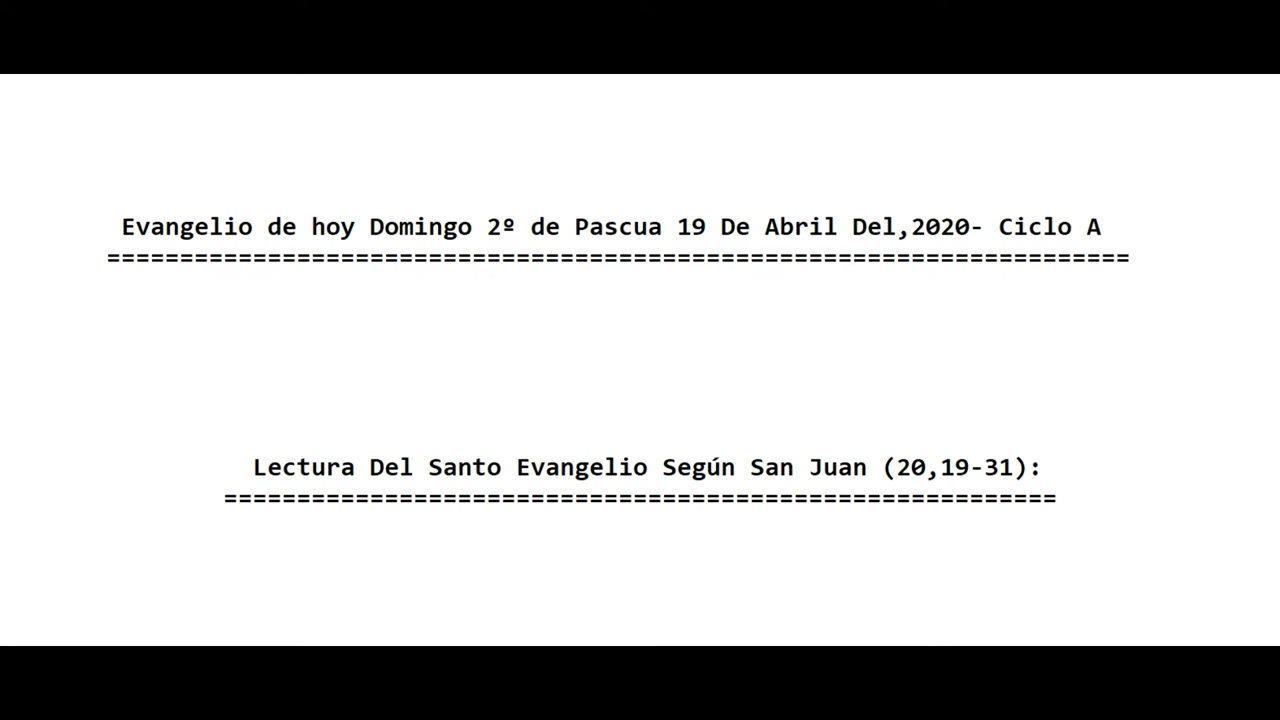 Evangelio de hoy Domingo 2º de Pascua 19 De Abril Del,2020- Ciclo A
======================================================================
Lectura Del Santo Evangelio Según San Juan (20,19-31):
=========================================================